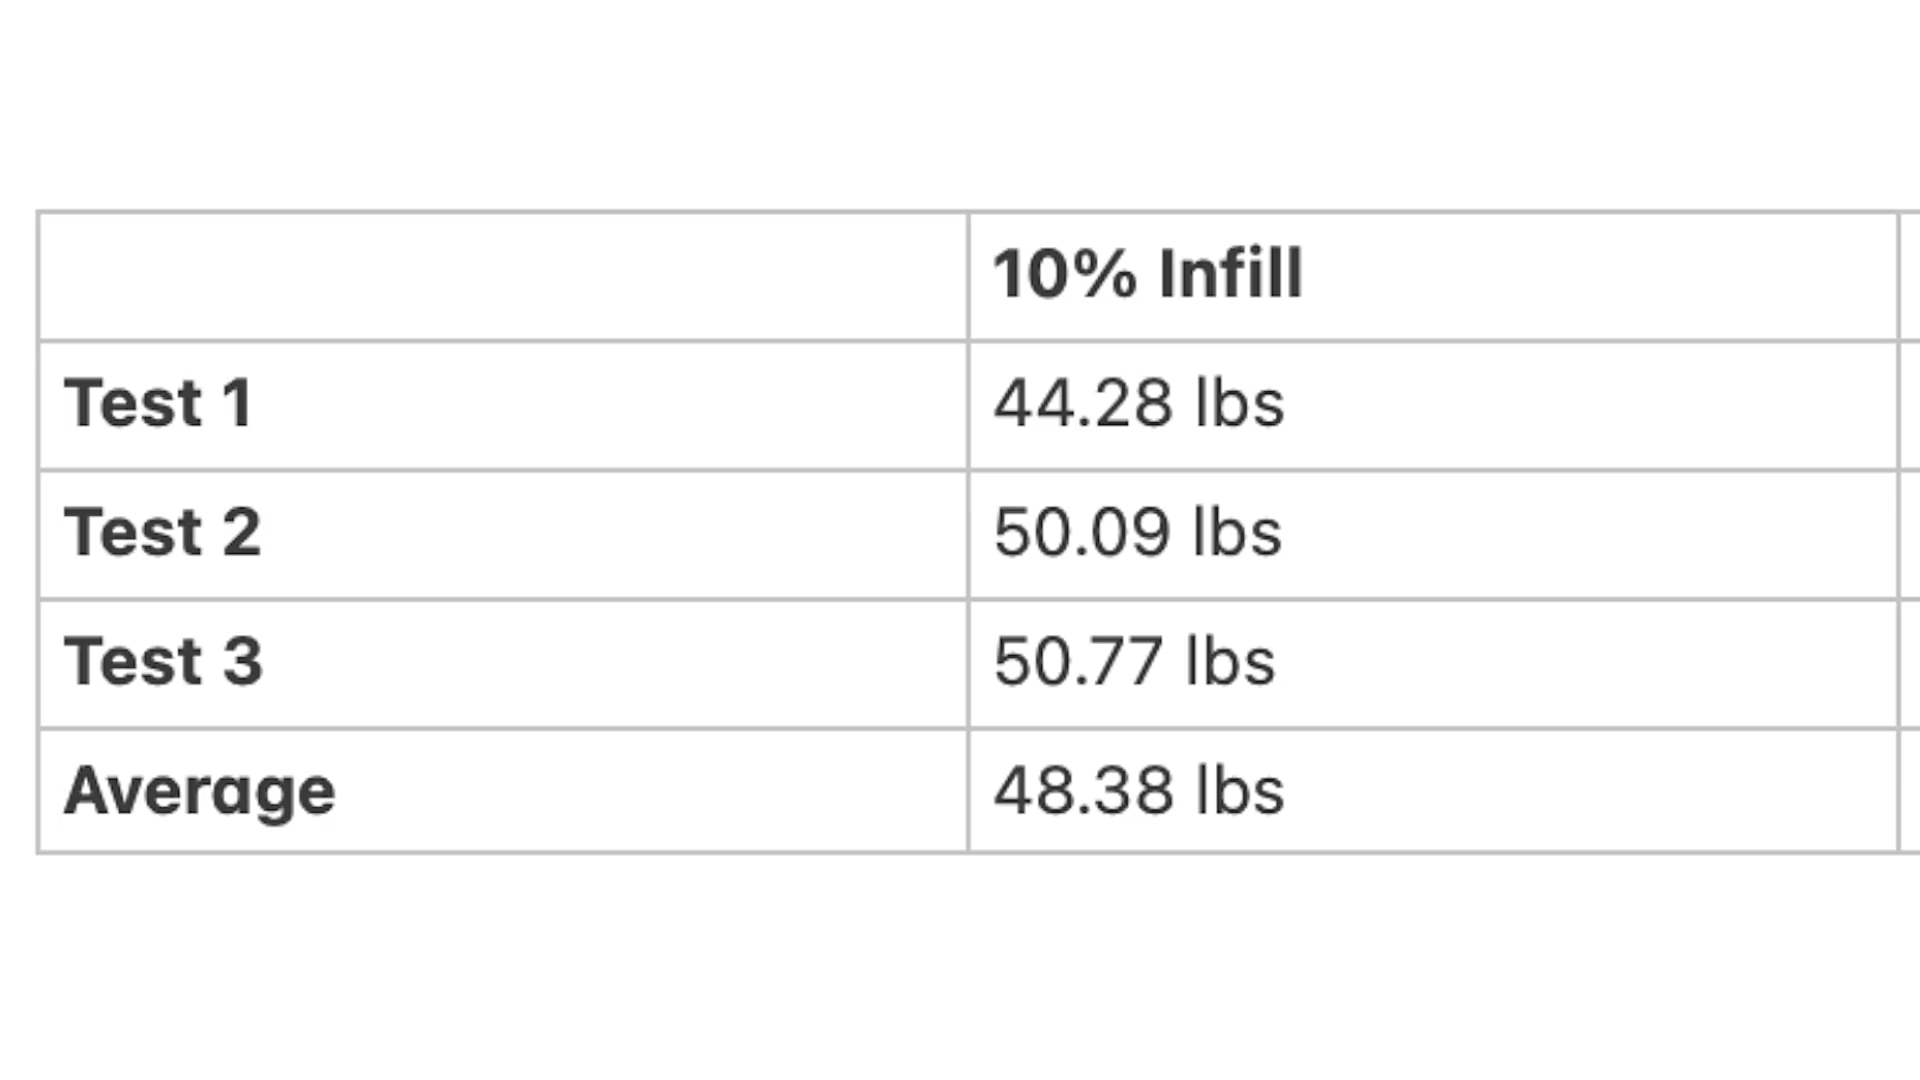 10% Infill
Test 1 44.28 lbs
Test 2 50.09 lbs
Test 3 50.77 lbs
Average 48.38 lbs